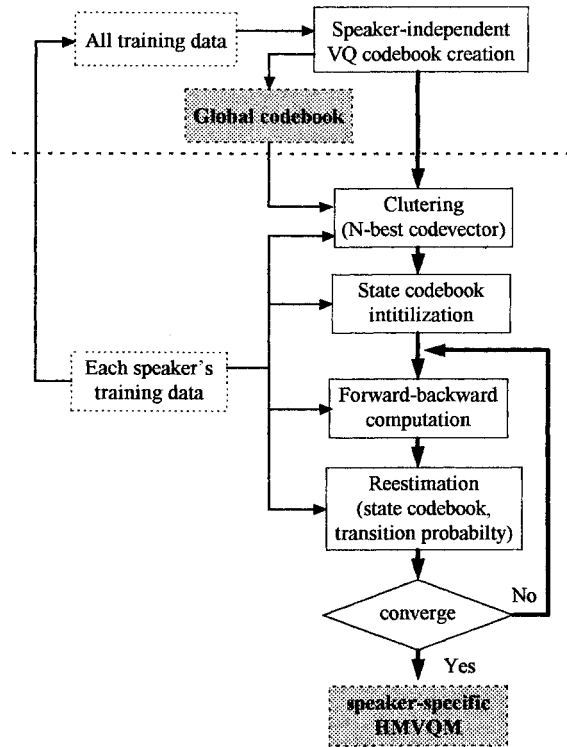 All training data
Speaker-independent
VQ codebook creation
Global codebook
Clutering
(N-best codevector)
State codebook
intitilization
Each speaker's
training data
Forward-backward
computation
Reestimation
(state codebook,
transition probabilty)
converge
No
Yes
speaker-specific
HMVQM